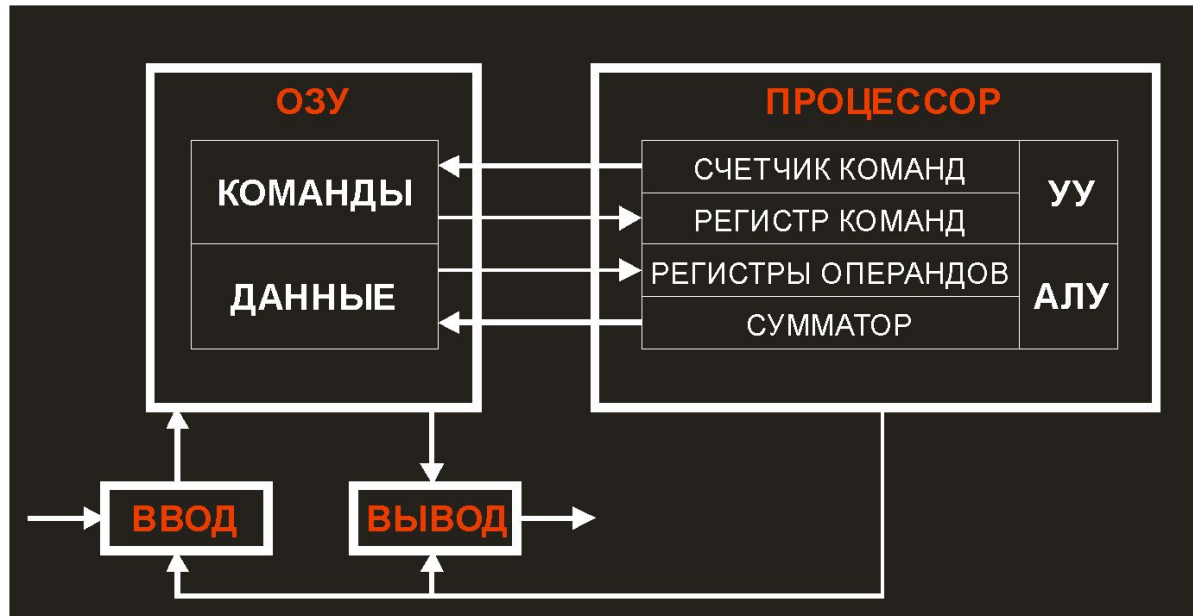 ОЗУ
КОМАНДЫ
ДАННЫЕ
ПРОЦЕССОР
СЧЕТЧИК КОМАНД
РЕГИСТР КОМАНД
УУ
РЕГИСТРЫ ОПЕРАНДОВ
СУММАТОР
АЛУ
ВВОД
ВЫВОД